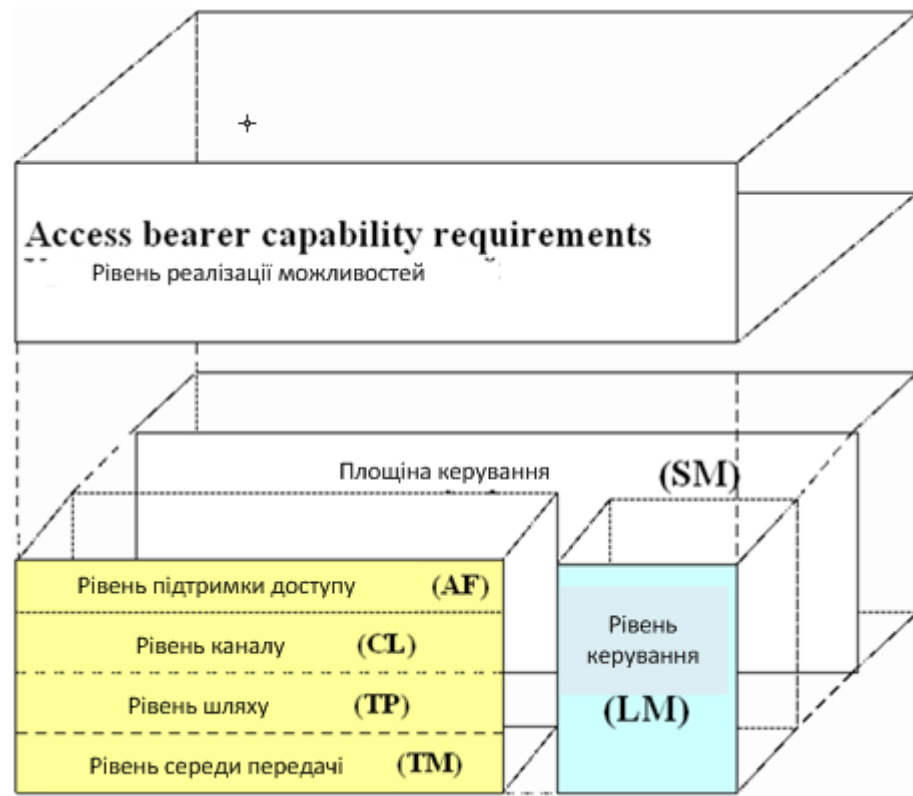 Access bearer capability requirements
Рівень реалізації можливостей
Площіна керування (SM)
Рівень підтримки доступу (AF)
Рівень каналу (CL)
Рівень шляху (TP)
Рівень середи передачі (TM)
Рівень
керування
(LM)